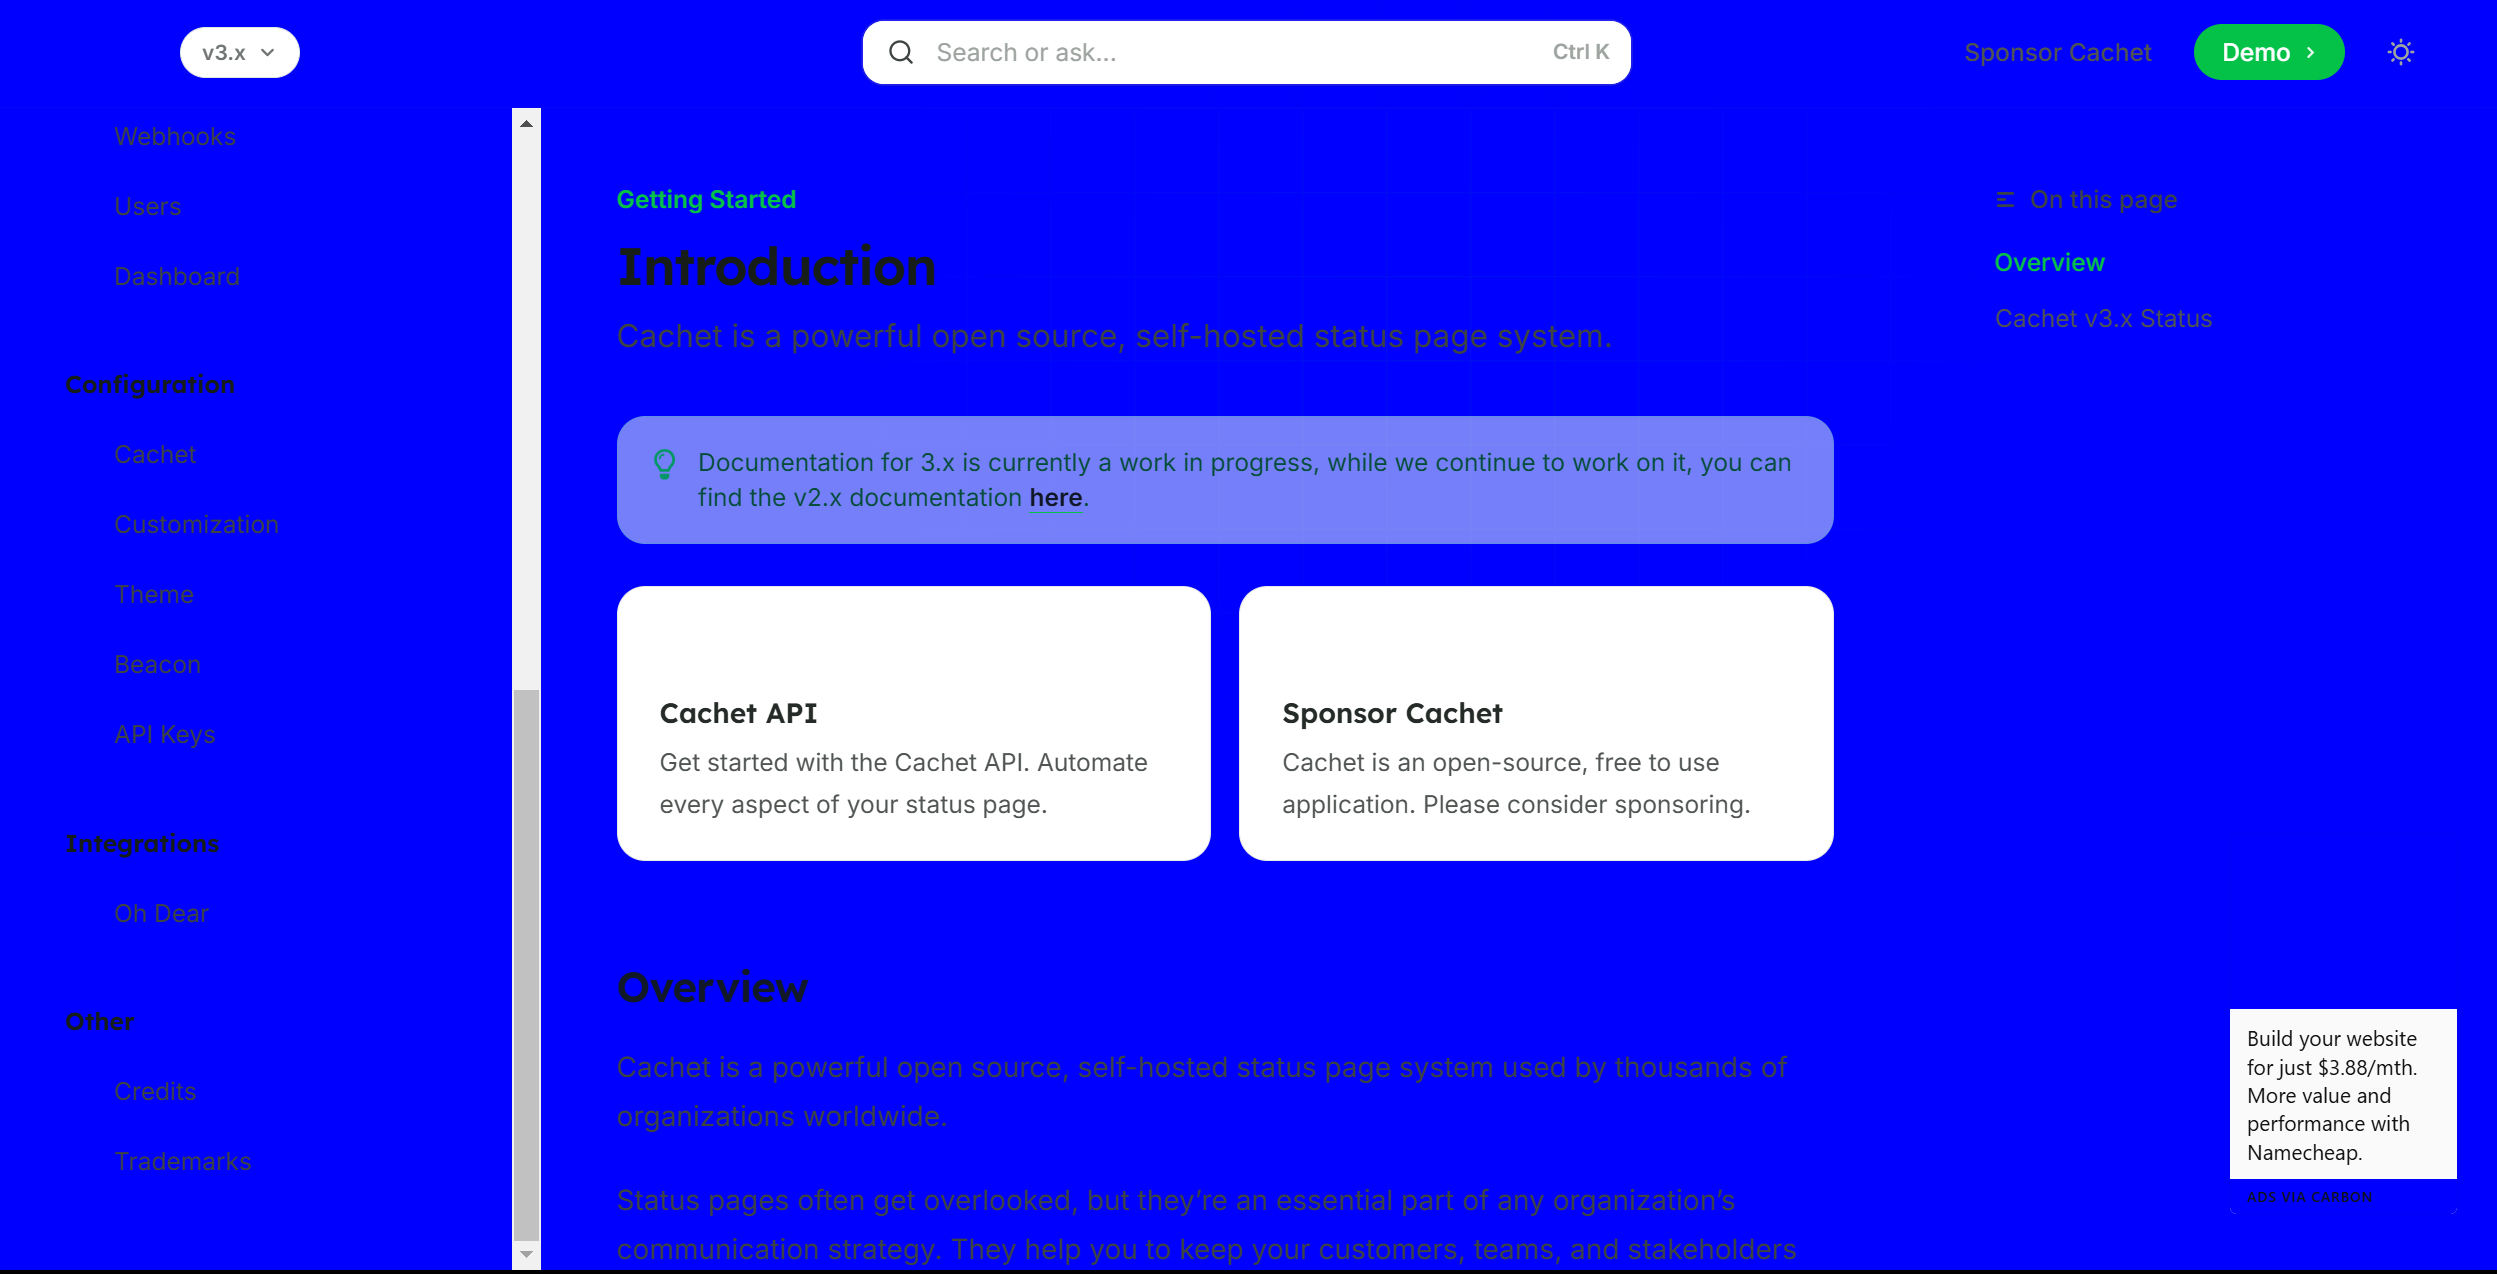 v3.x
Search or ask...
Ctrl K
Sponsor Cachet
Demo
Webhooks
Users
Dashboard
Configuration
Cachet
Customization
Theme
Beacon
API Keys
Integrations
Oh Dear
Other
Credits
Trademarks
Getting Started
Introduction
Cachet is a powerful open source, self-hosted status page system.
Documentation for 3.x is currently a work in progress, while we continue to work on it, you can
find the v2.x documentation here.
Cachet API
Get started with the Cachet API. Automate
every aspect of your status page.
Sponsor Cachet
Cachet is an open-source, free to use
application. Please consider sponsoring.
Overview
Cachet is a powerful open source, self-hosted status page system used by thousands of
organizations worldwide.
Status pages often get overlooked, but they’re an essential part of any organization’s
communication strategy. They help you to keep your customers, teams, and stakeholders
On this page
Overview
Cachet v3.x Status
Build your website
for just $3.88/mth.
More value and
performance with
Namecheap.
ADS VIA CARBON